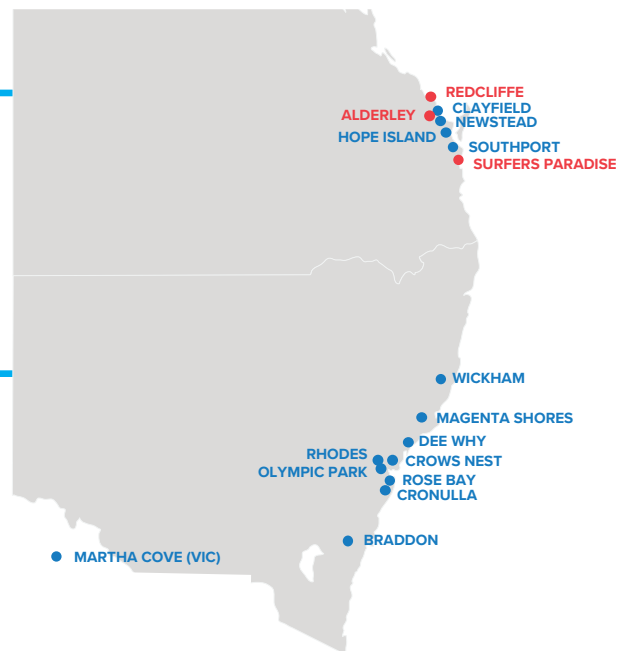 REDCLIFFE
CLAYFIELD
ALDERLEY
NEWSTEAD
HOPE ISLAND
SOUTHPORT
SURFERS PARADISE
WICKHAM
MAGENTA SHORES
DEE WHY
RHODES
CROWS NEST
OLYMPIC PARK
ROSE BAY
CRONULLA
BRADDON
MARTHA COVE (VIC)